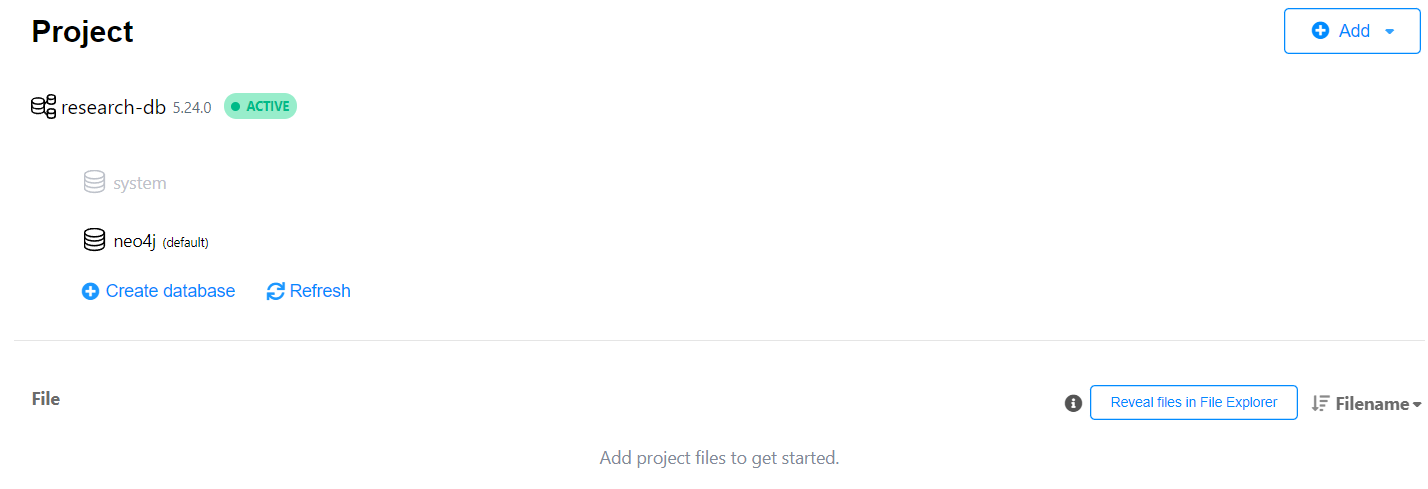 Project
Add
research-db 5.24.0 ACTIVE
system
neo4j (default)
Create database Refresh
File
Reveal files in File Explorer Filename
Add project files to get started.